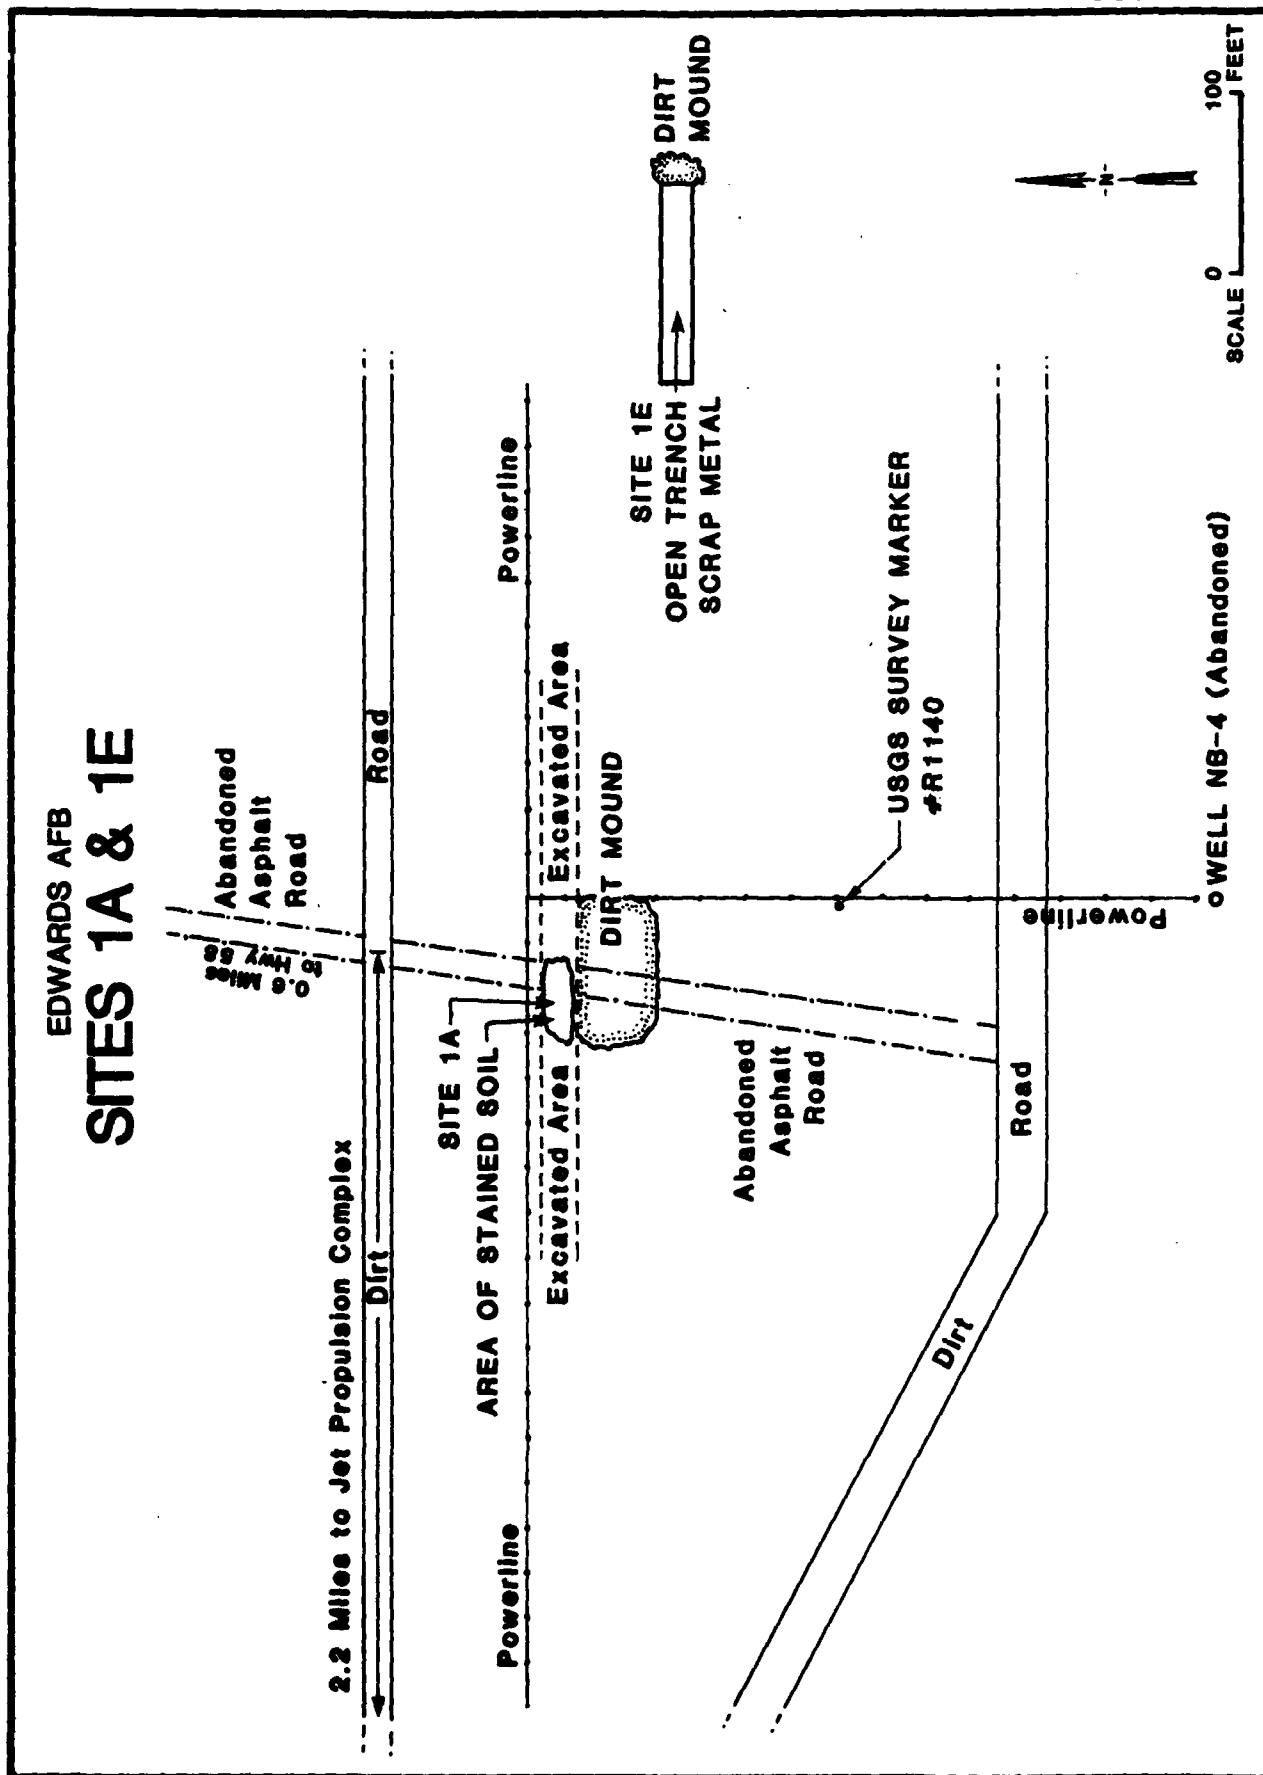 EDWARDS AFB
SITES 1A & 1E
Abandoned
Asphalt
Road
0.6 Miles
to Hwy 58
2.2 Miles to Jet Propulsion Complex
Dirt
Road
SITE 1A
AREA OF STAINED SOIL
Powerline
Powerline
Excavated Area
Excavated Area
DIRT MOUND
SITE 1E
OPEN TRENCH
SCRAP METAL
DIRT
MOUND
Abandoned
Asphalt
Road
USGS SURVEY MARKER
#R1140
Dirt
Road
Powerline
WELL NB-4 (Abandoned)
-N-
SCALE
0
100
FEET